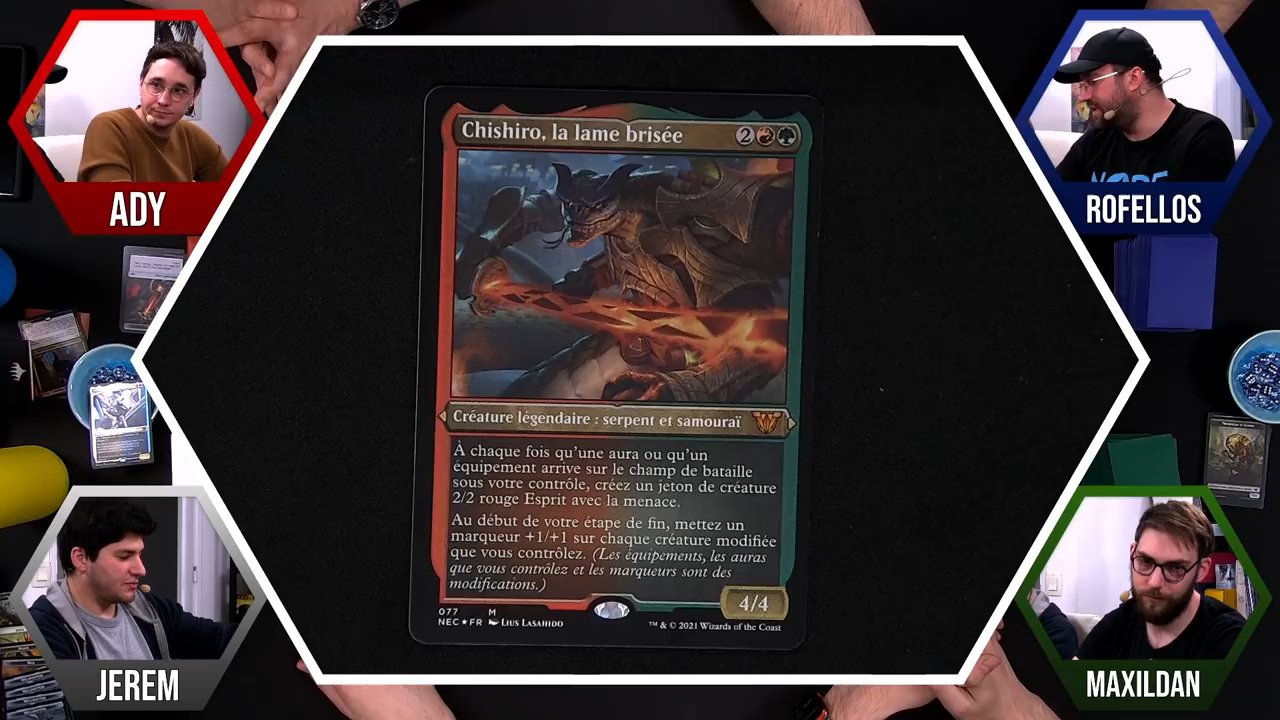 ADY
ROFELLOS
Chishiro, la lame brisée
2
Créature légendaire : serpent et samouraï
À chaque fois qu'une aura ou qu'un
équipement arrive sur le champ de bataille
sous votre contrôle, créez un jeton de créature
2/2 rouge Esprit avec la menace.
Au début de votre étape de fin, mettez un
marqueur +1/+1 sur chaque créature modifiée
que vous contrôlez. (Les équipements, les auras
que vous contrôlez et les marqueurs sont des
modifications.)
4/4
077 M
NEC★FR Lius Lasahido
™ & © 2021 Wizards of the Coast
JEREM
MAXILDAN